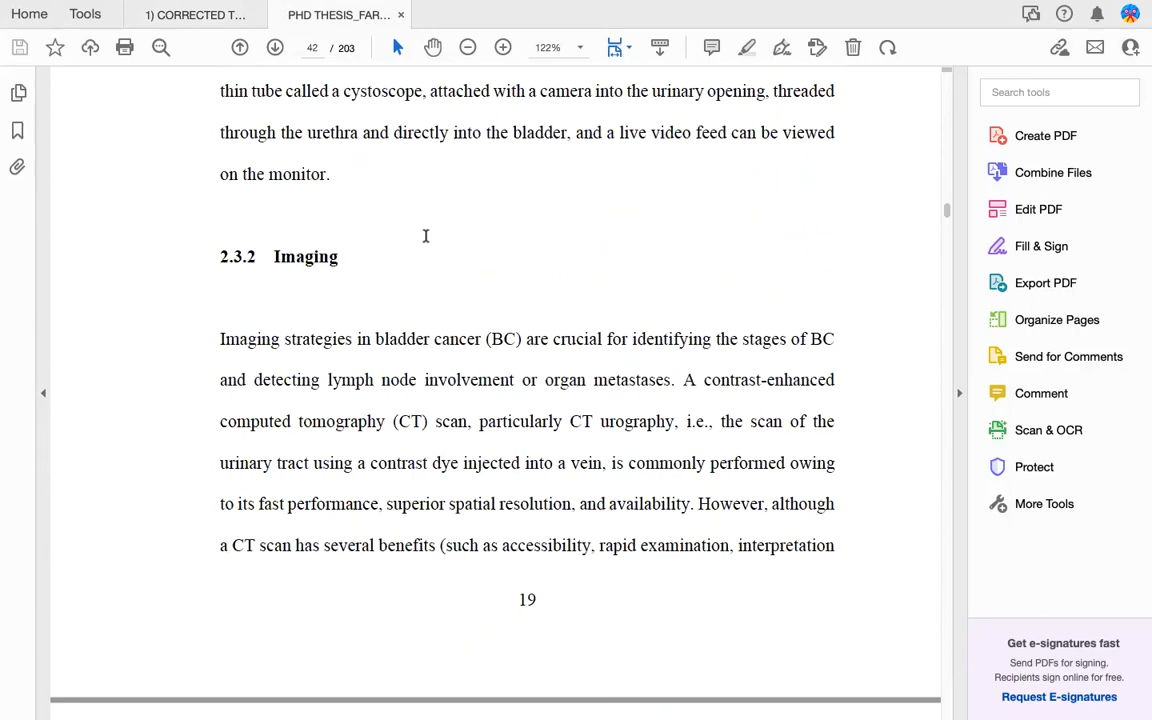 Home
Tools
1) CORRECTED T...
PHD THESIS_FAR...
×
42
/ 203
122%
Search tools
thin tube called a cystoscope, attached with a camera into the urinary opening, threaded
through the urethra and directly into the bladder, and a live video feed can be viewed
on the monitor.
2.3.2 Imaging
Imaging strategies in bladder cancer (BC) are crucial for identifying the stages of BC
and detecting lymph node involvement or organ metastases. A contrast-enhanced
computed tomography (CT) scan, particularly CT urography, i.e., the scan of the
urinary tract using a contrast dye injected into a vein, is commonly performed owing
to its fast performance, superior spatial resolution, and availability. However, although
a CT scan has several benefits (such as accessibility, rapid examination, interpretation
19
Create PDF
Combine Files
Edit PDF
Fill & Sign
Export PDF
Organize Pages
Send for Comments
Comment
Scan & OCR
Protect
More Tools
Get e-signatures fast
Send PDFs for signing.
Recipients sign online for free.
Request E-signatures